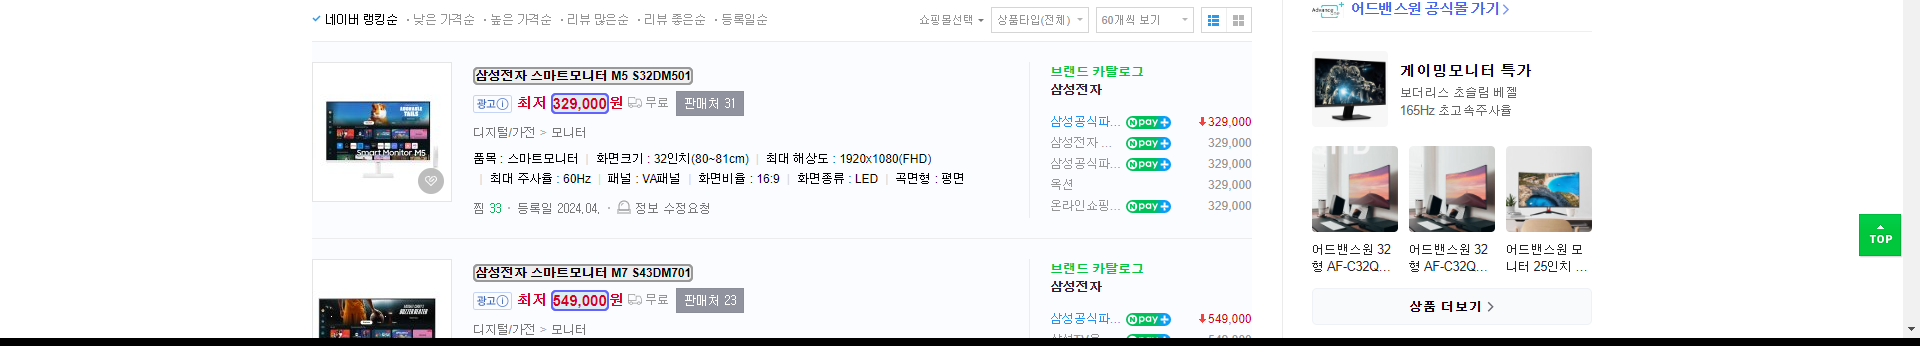 네이버 랭킹순 · 낮은 가격순 · 높은 가격순 · 리뷰 많은순 · 리뷰 좋은순 · 등록일순
쇼핑몰선택 상품타입(전체) 60개씩 보기
삼성전자 스마트모니터 M5 S32DM501
광고 최저 329,000원 무료 판매처 31
디지털/가전 > 모니터
품목 : 스마트모니터 | 화면크기 : 32인치(80~81cm) | 최대 해상도 : 1920x1080(FHD)
| 최대 주사율 : 60Hz | 패널 : VA패널 | 화면비율 : 16:9 | 화면종류 : LED | 곡면형 : 평면
찜 33 · 등록일 2024.04. · 정보 수정요청
Smart Monitor M5
브랜드 카탈로그
삼성전자
삼성공식파... N pay+ 329,000
삼성전자 ... N pay+ 329,000
삼성공식파... N pay+ 329,000
옥션 329,000
온라인쇼핑... N pay+ 329,000
삼성전자 스마트모니터 M7 S43DM701
광고 최저 549,000원 무료 판매처 23
디지털/가전 > 모니터
브랜드 카탈로그
삼성전자
삼성공식파... N pay+ 549,000
어드밴스원 공식몰 가기
게이밍모니터 특가
보더리스 초슬림 베젤
165Hz 초고속주사율
어드밴스원 32
형 AF-C32Q...
어드밴스원 32
형 AF-C32Q...
어드밴스원 모
니터 25인치 ...
상품 더보기
TOP